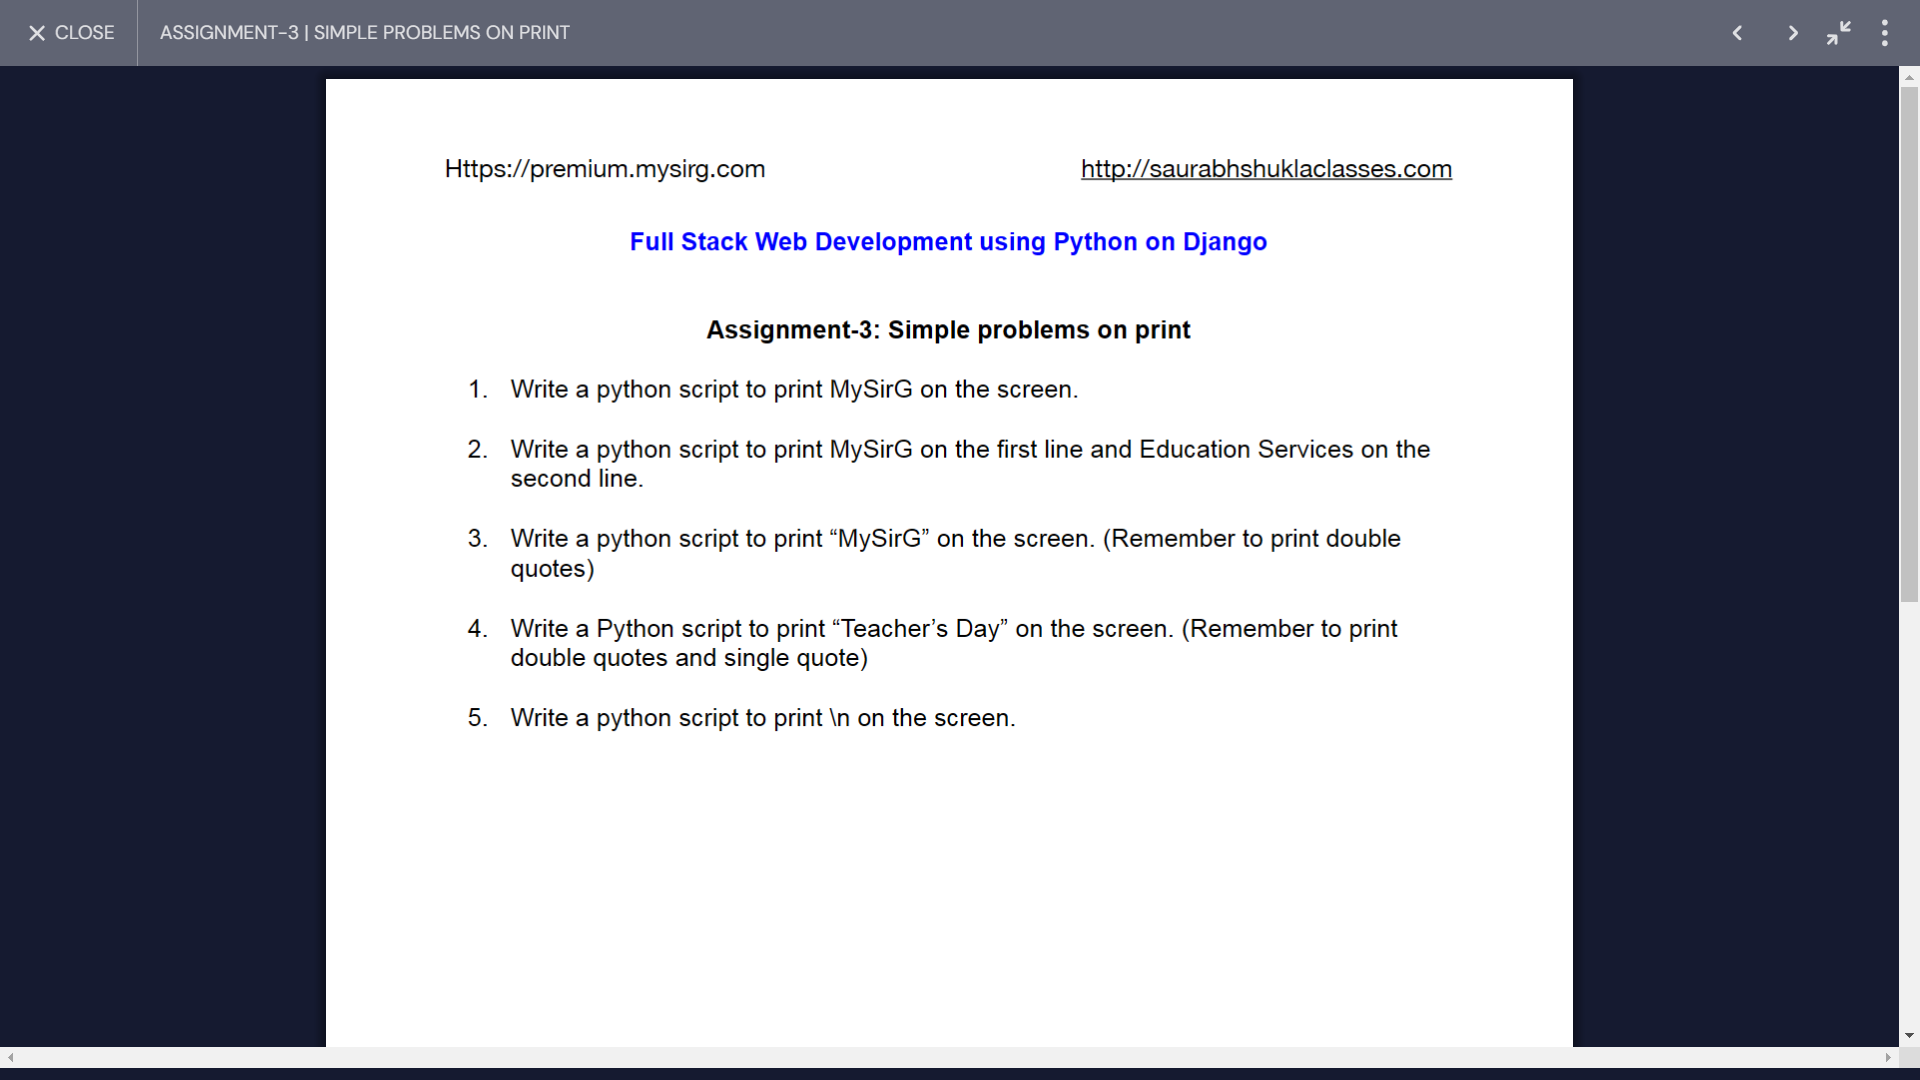 CLOSE
ASSIGNMENT-3 | SIMPLE PROBLEMS ON PRINT
Https://premium.mysirg.com
http://saurabhshuklaclasses.com
Full Stack Web Development using Python on Django
Assignment-3: Simple problems on print
1. Write a python script to print MySirG on the screen.
2. Write a python script to print MySirG on the first line and Education Services on the
second line.
3. Write a python script to print “MySirG” on the screen. (Remember to print double
quotes)
4. Write a Python script to print “Teacher’s Day” on the screen. (Remember to print
double quotes and single quote)
5. Write a python script to print \n on the screen.